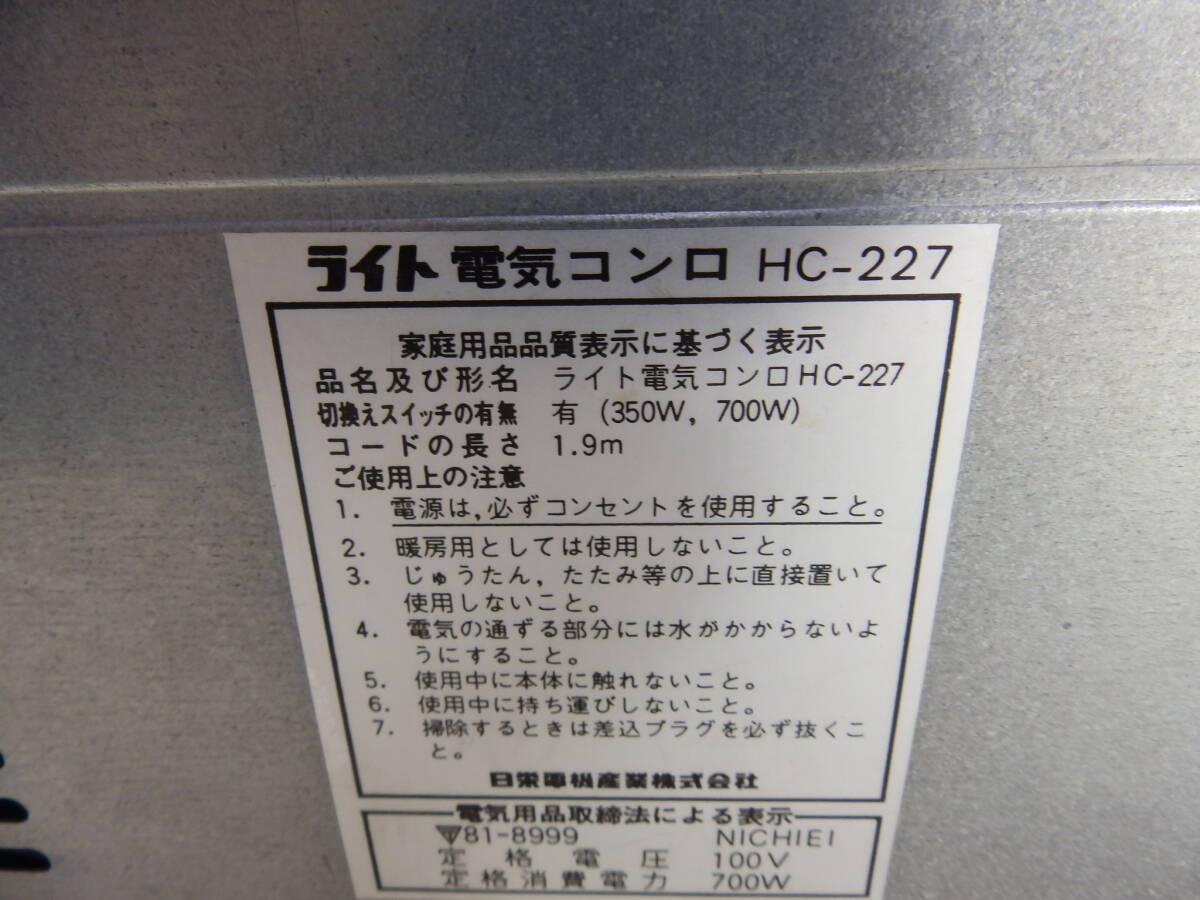 ライト電気コンロ HC-227
家庭用品品質表示に基づく表示
品名及び形名 ライト電気コンロHC-227
切換えスイッチの有無 有 (350W, 700W)
コードの長さ 1.9m
ご使用上の注意
1. 電源は,必ずコンセントを使用すること。
2. 暖房用としては使用しないこと。
3. じゅうたん,たたみ等の上に直接置いて
使用しないこと。
4. 電気の通ずる部分には水がかからないよ
うにすること。
5. 使用中に本体に触れないこと。
6. 使用中に持ち運びしないこと。
7. 掃除するときは差込プラグを必ず抜くこ
と。
日栄電機産業株式会社
電気用品取締法による表示
81-8999 NICHIEI
定格電圧 100V
定格消費電力 700W